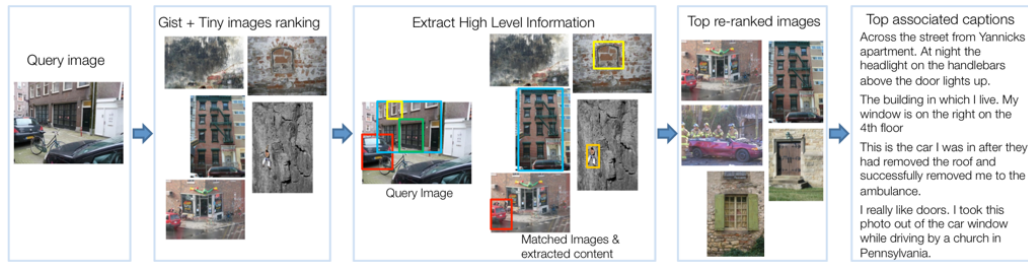 Query image
Gist + Tiny images ranking
Extract High Level Information
Query Image
Matched Images &
extracted content
Top re-ranked images
Top associated captions
Across the street from Yannicks
apartment. At night the
headlight on the handlebars
above the door lights up.
The building in which I live. My
window is on the right on the
4th floor
This is the car I was in after they
had removed the roof and
successfully removed me to the
ambulance.
I really like doors. I took this
photo out of the car window
while driving by a church in
Pennsylvania.